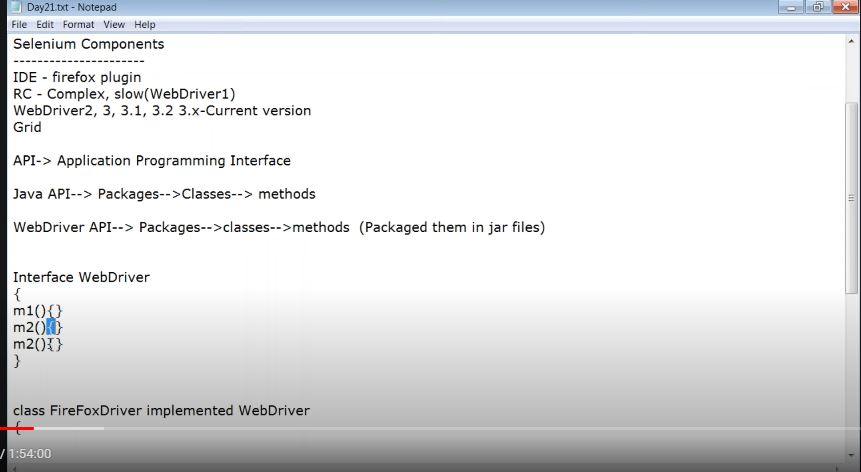 Day21.txt - Notepad
File Edit Format View Help
Selenium Components
----------------------
IDE - firefox plugin
RC - Complex, slow(WebDriver1)
WebDriver2, 3, 3.1, 3.2 3.x-Current version
Grid
API-> Application Programming Interface
Java API--> Packages-->Classes--> methods
WebDriver API--> Packages-->classes-->methods  (Packaged them in jar files)
Interface WebDriver
{
m1(){}
m2(){}
m2(){}
}
class FireFoxDriver implemented WebDriver
{
/ 1:54:00